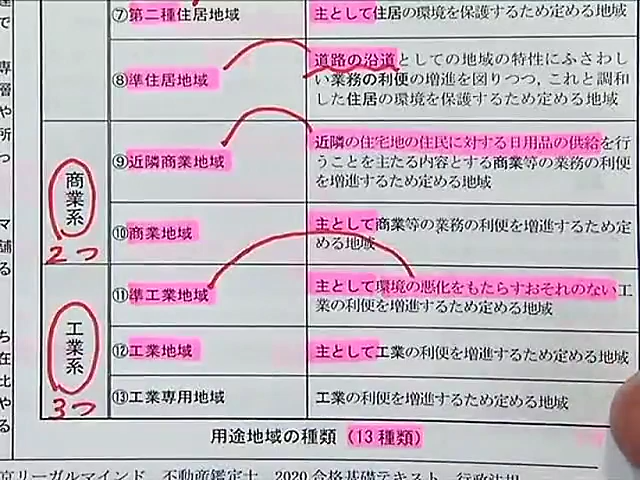 ⑦第二種住居地域
主として住居の環境を保護するため定める地域
⑧準住居地域
道路の沿道としての地域の特性にふさわし
い業務の利便の増進を図りつつ，これと調和
した住居の環境を保護するため定める地域
商業系
2つ
⑨近隣商業地域
近隣の住宅地の住民に対する日用品の供給を行
うことを主たる内容とする商業等の業務の利便
を増進するため定める地域
⑩商業地域
主として商業等の業務の利便を増進するため定
める地域
工業系
3つ
⑪準工業地域
主として環境の悪化をもたらすおそれのない工
業の利便を増進するため定める地域
⑫工業地域
主として工業の利便を増進するため定める地域
⑬工業専用地域
工業の利便を増進するため定める地域
用途地域の種類（13種類）
京リーガルマインド 不動産鑑定士 2020合格基礎テキスト 行政法規